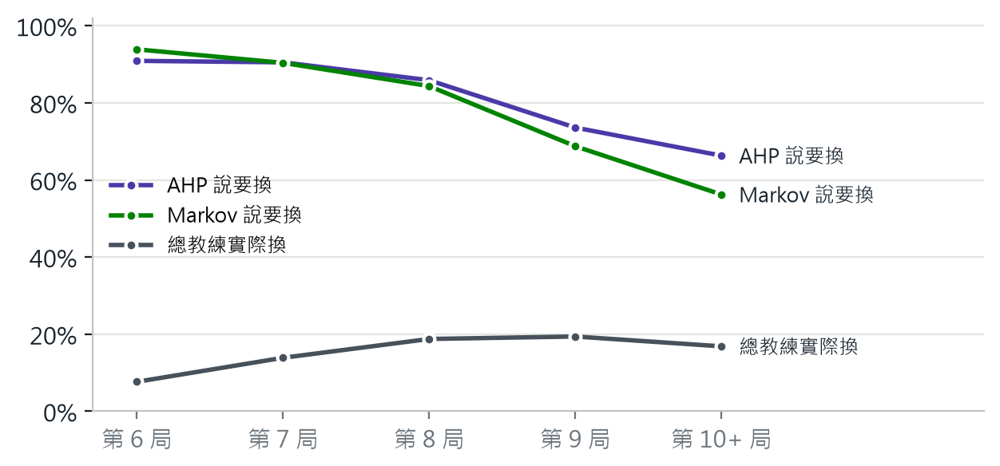 100%
80%
60%
40%
20%
0%
AHP 說要換
Markov 說要換
總教練實際換
AHP 說要換
Markov 說要換
總教練實際換
第 6 局
第 7 局
第 8 局
第 9 局
第 10+ 局